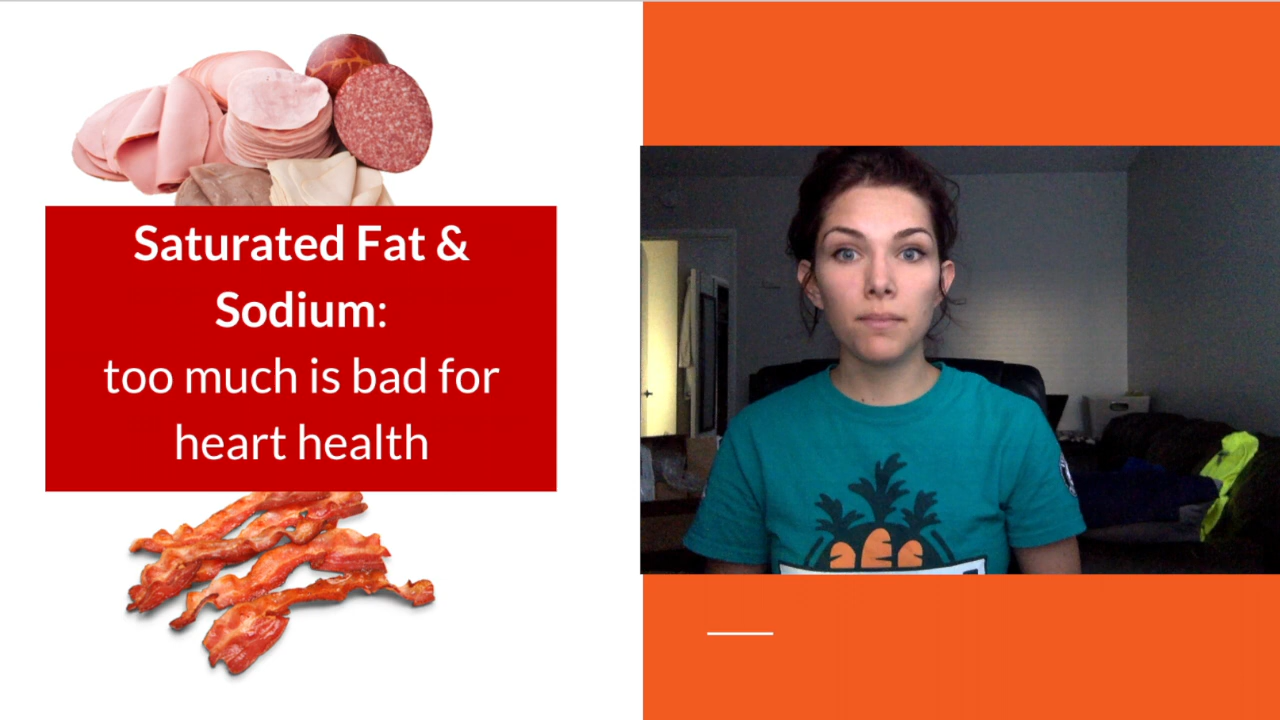 Saturated Fat &
Sodium:
too much is bad for
heart health